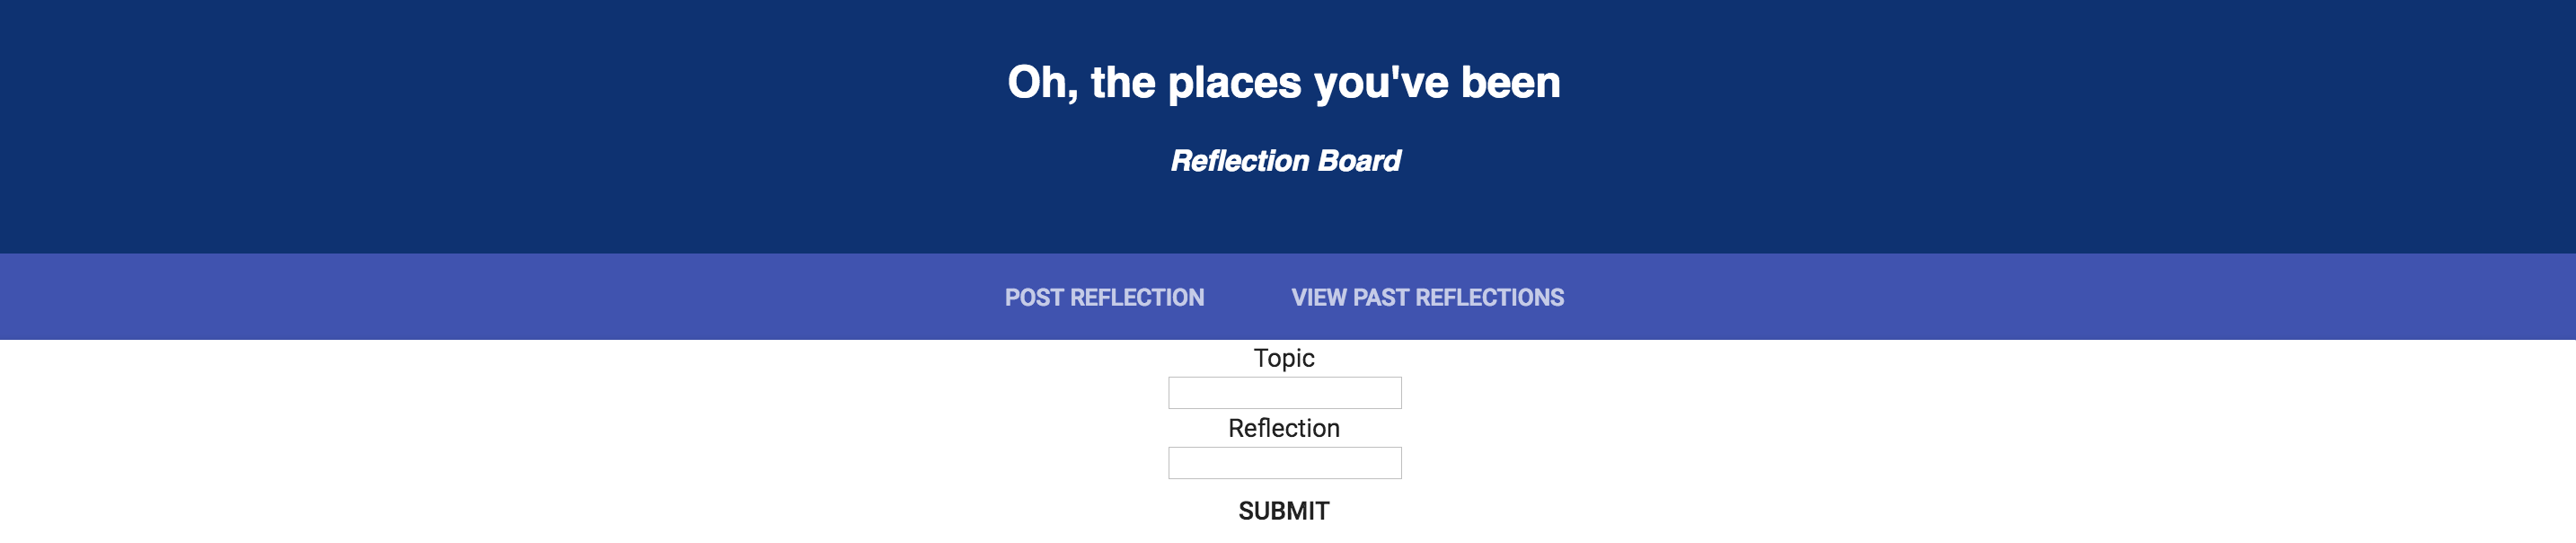 Oh, the places you've been
Reflection Board
POST REFLECTION VIEW PAST REFLECTIONS
Topic
Reflection
SUBMIT